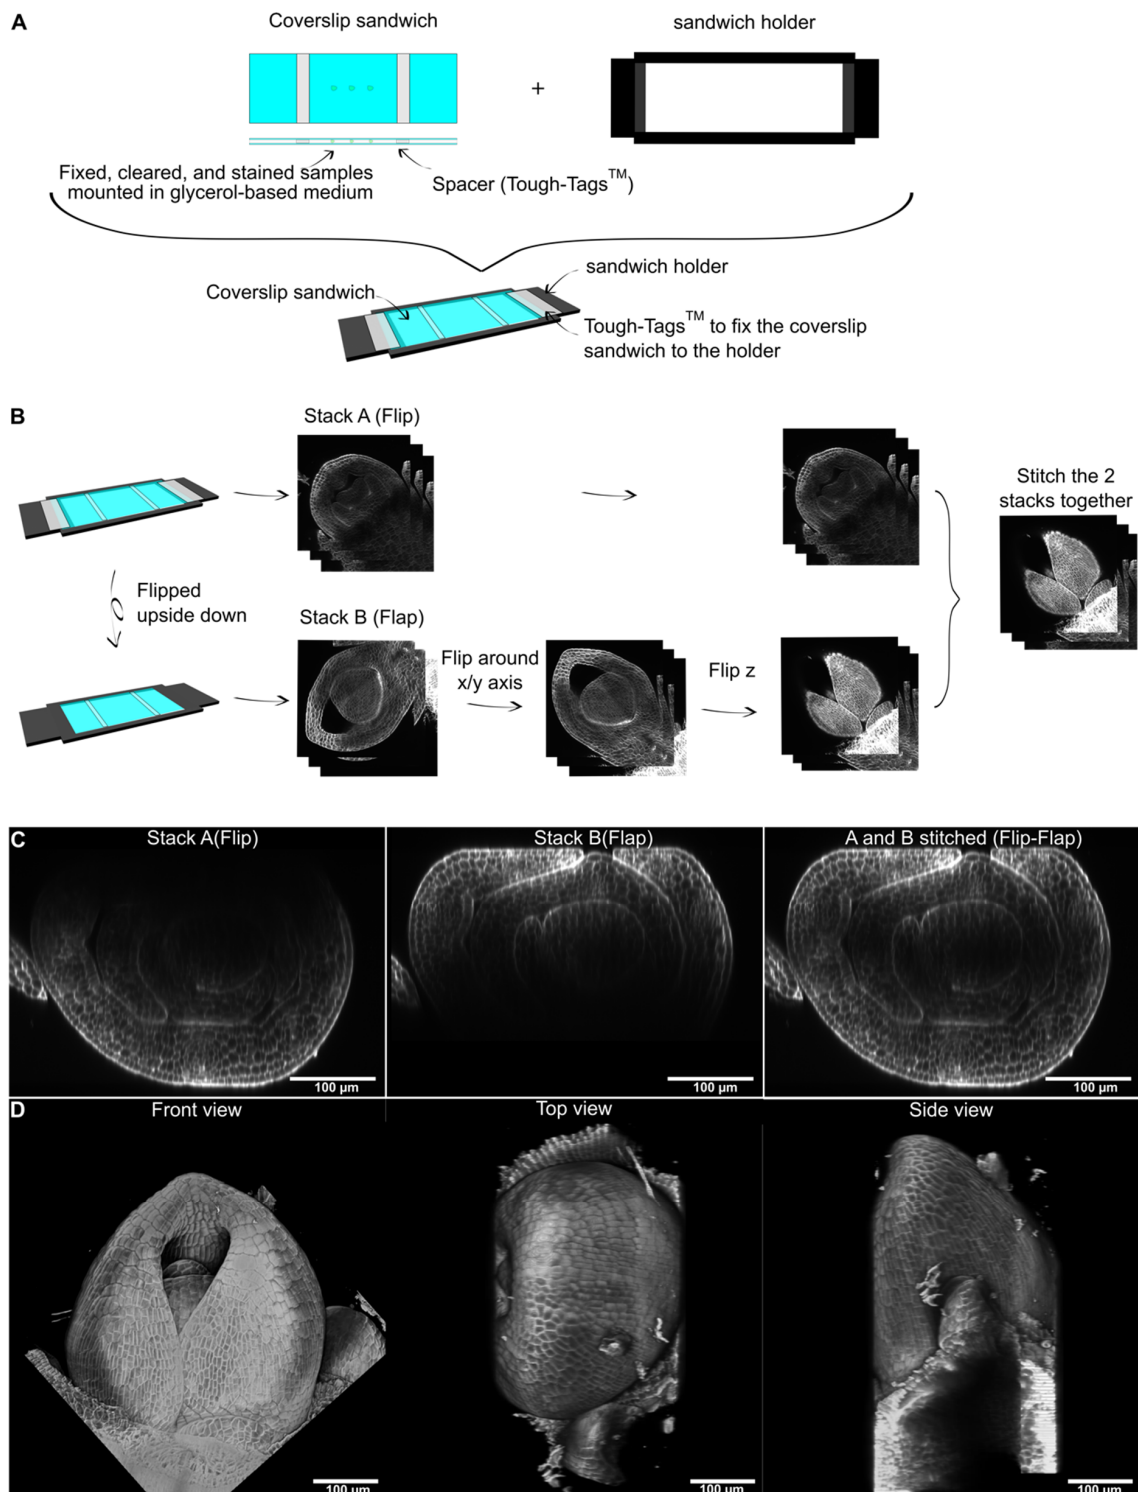 A
Coverslip sandwich
sandwich holder
+
Fixed, cleared, and stained samples
mounted in glycerol-based medium
Spacer (Tough-Tags™)
sandwich holder
Coverslip sandwich
Tough-Tags™ to fix the coverslip
sandwich to the holder
B
Stack A (Flip)
Stitch the 2
stacks together
Flipped
upside down
Stack B (Flap)
Flip around
x/y axis
Flip z
C
Stack A(Flip)
Stack B(Flap)
A and B stitched (Flip-Flap)
100 µm
100 µm
100 µm
D
Front view
Top view
Side view
100 µm
100 µm
100 µm